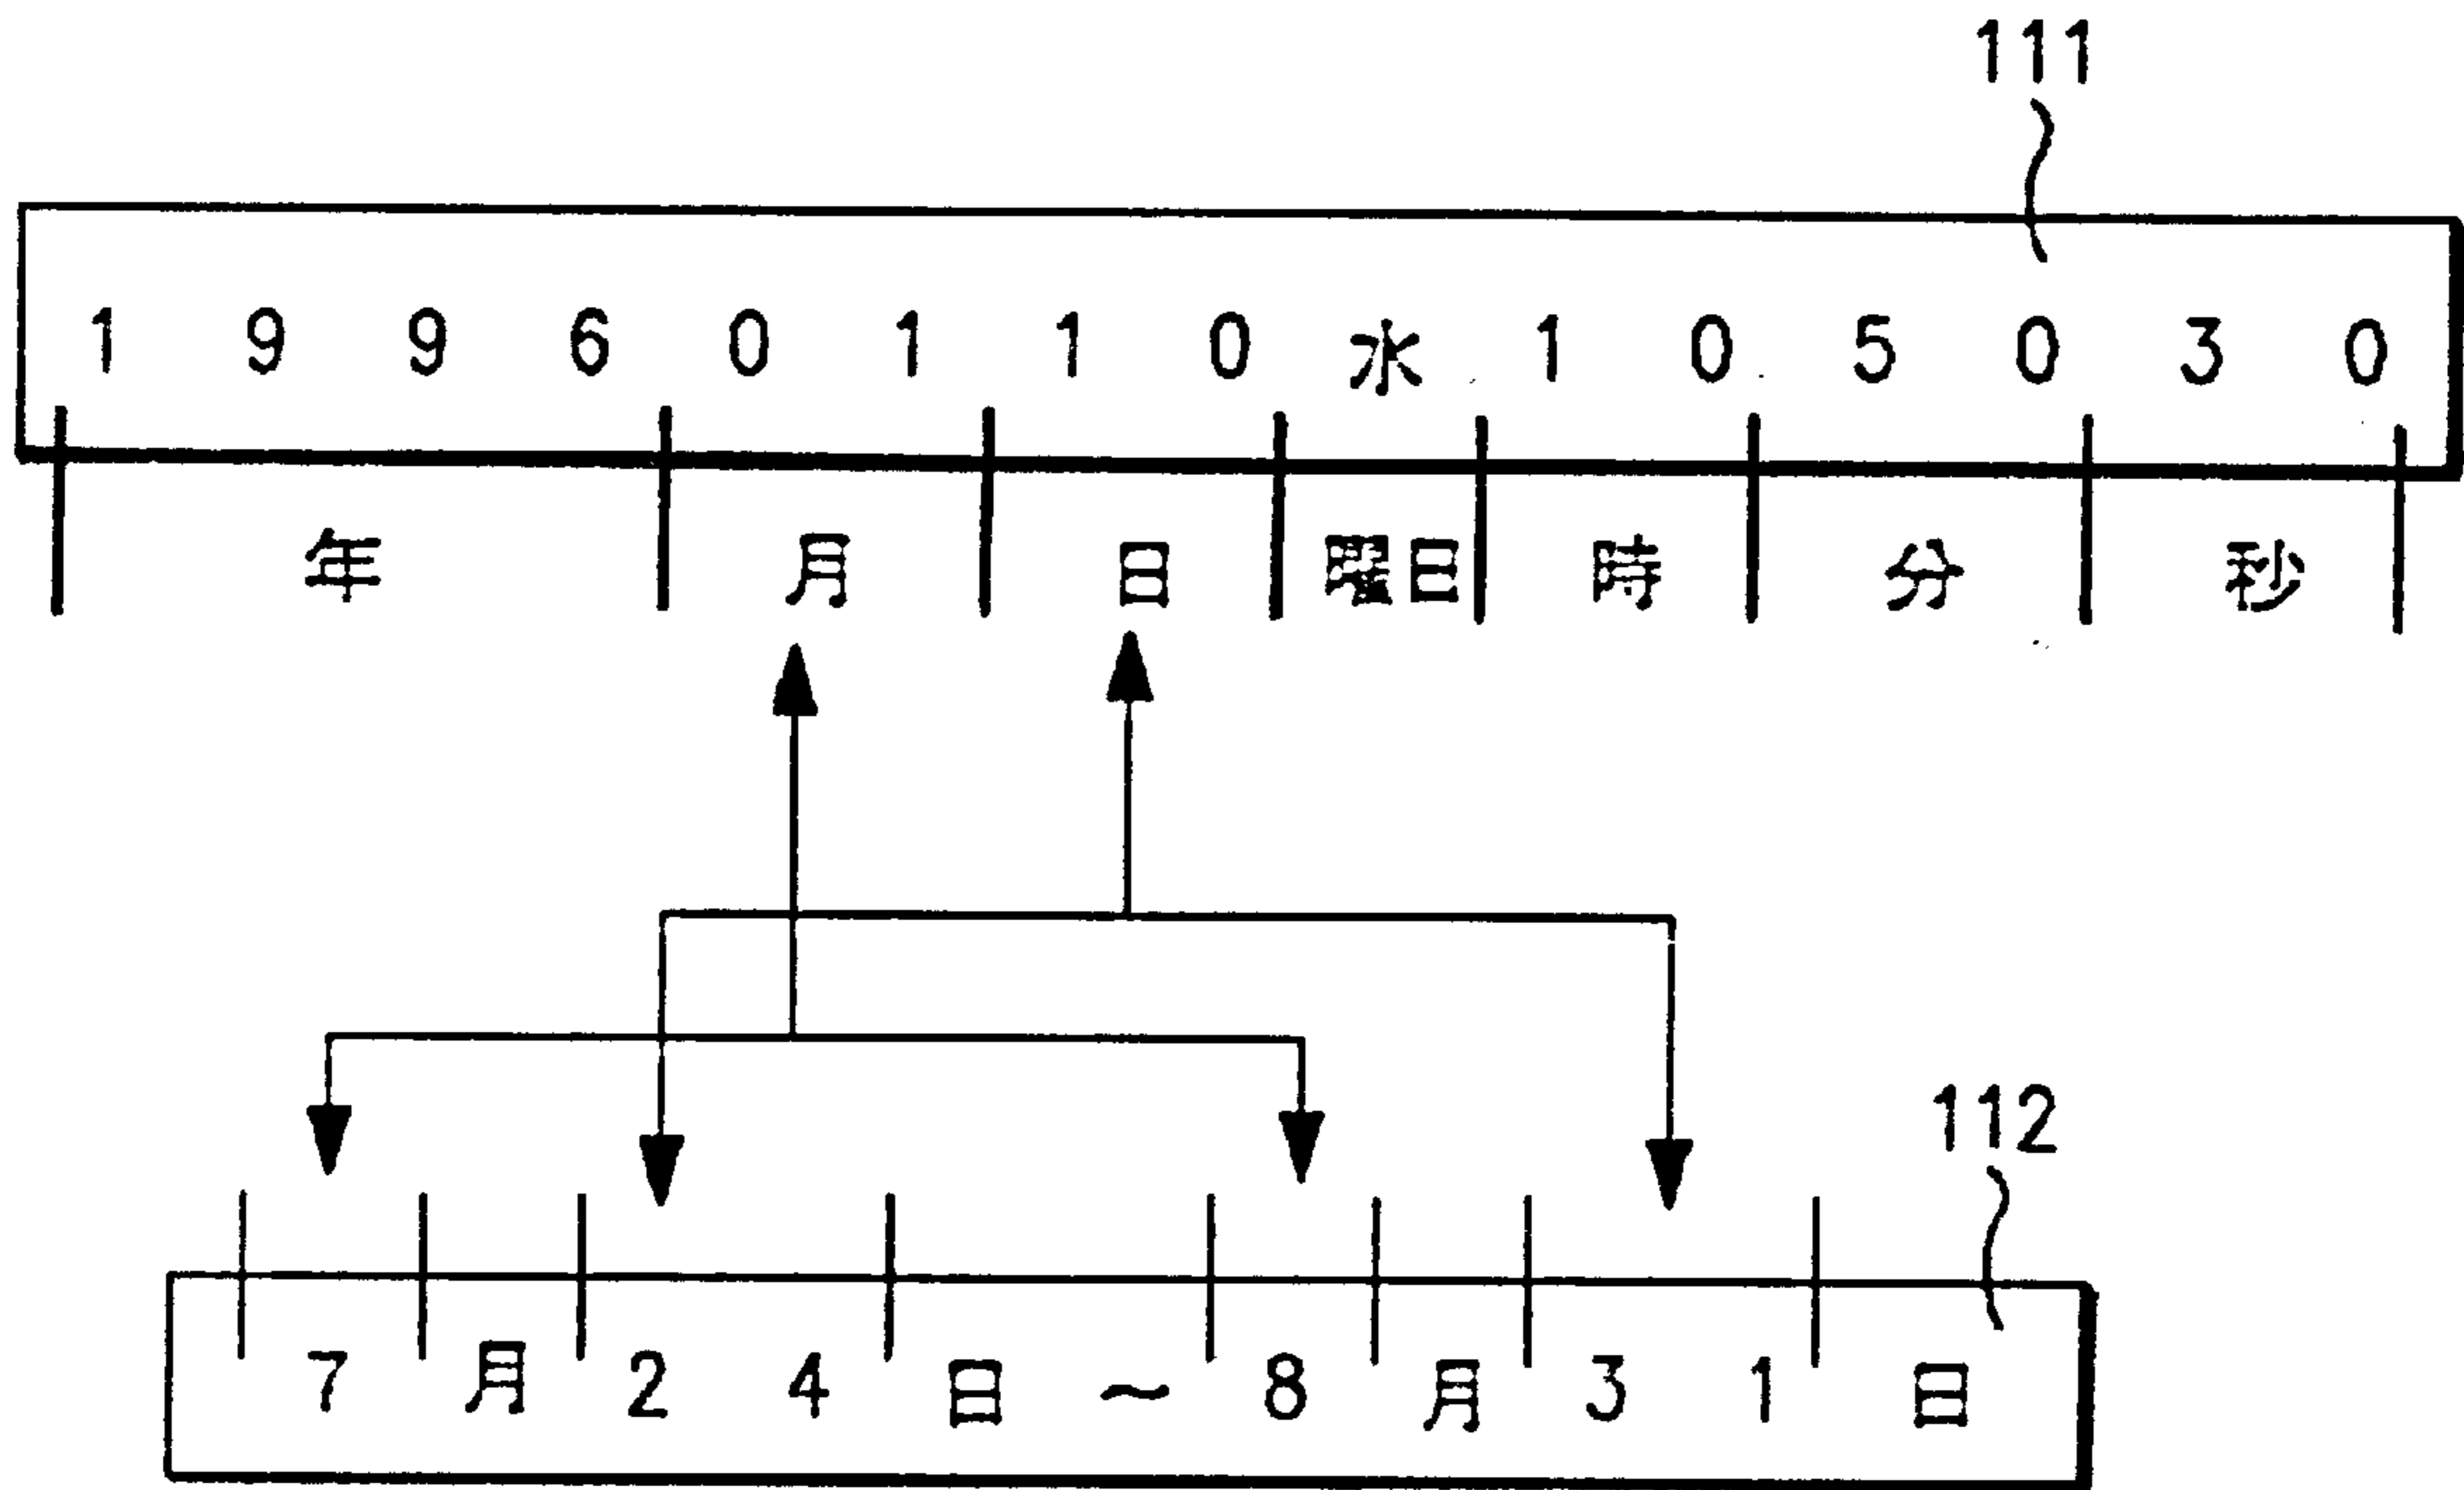 111
1 9 9 6 0 1 1 0 水 1 0 5 0 3 0
年 月 日 曜日 時 分 秒
112
7 月 2 4 日 ~ 8 月 3 1 日